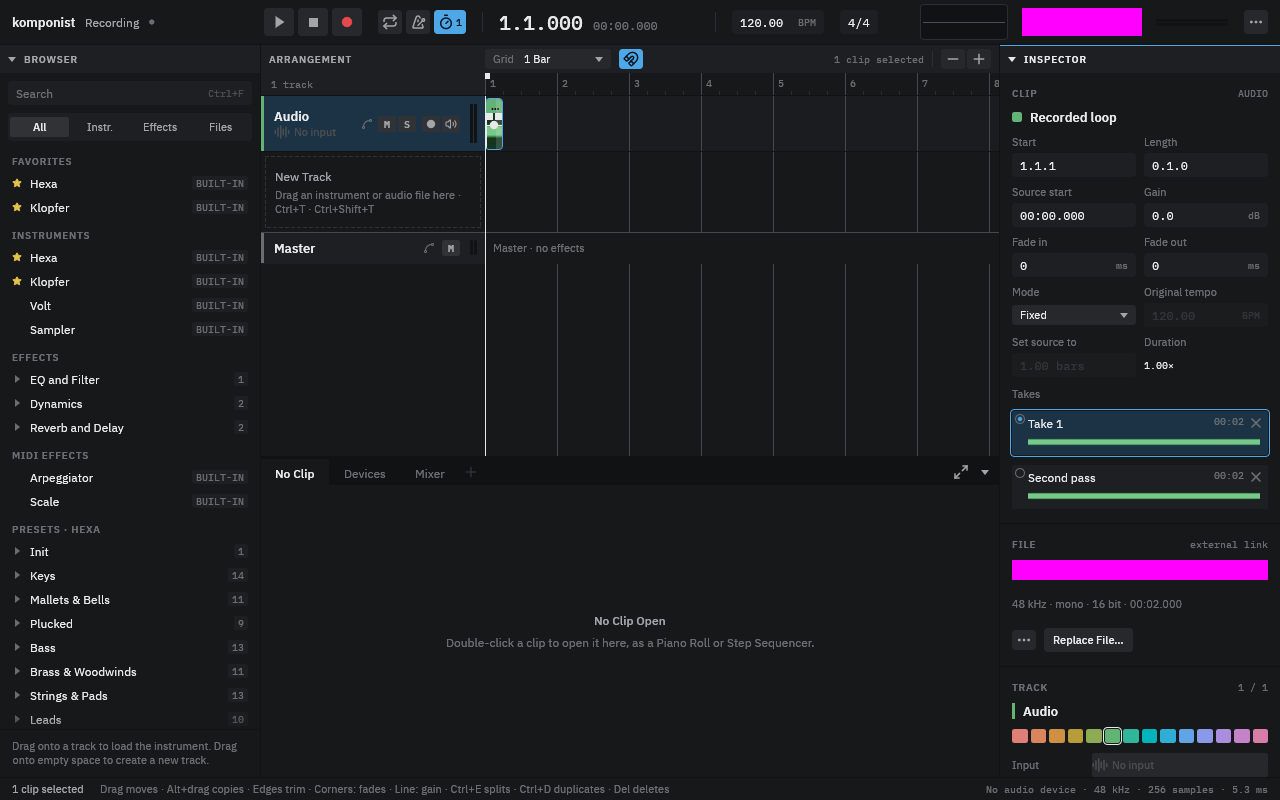 komponist Recording
1
1.1.000 00:00.000
120.00 BPM
4/4
BROWSER
Search Ctrl+F
All Instr. Effects Files
FAVORITES
Hexa BUILT-IN
Klopfer BUILT-IN
INSTRUMENTS
Hexa BUILT-IN
Klopfer BUILT-IN
Volt BUILT-IN
Sampler BUILT-IN
EFFECTS
EQ and Filter 1
Dynamics 2
Reverb and Delay 2
MIDI EFFECTS
Arpeggiator BUILT-IN
Scale BUILT-IN
PRESETS · HEXA
Init 1
Keys 14
Mallets & Bells 11
Plucked 9
Bass 13
Brass & Woodwinds 11
Strings & Pads 13
Leads 10
Drag onto a track to load the instrument. Drag
onto empty space to create a new track.
ARRANGEMENT
Grid 1 Bar
1 clip selected
1 track
1 2 3 4 5 6 7 8
Audio
No input
M S
New Track
Drag an instrument or audio file here ·
Ctrl+T · Ctrl+Shift+T
Master M
Master · no effects
No Clip Devices Mixer
No Clip Open
Double-click a clip to open it here, as a Piano Roll or Step Sequencer.
INSPECTOR
CLIP AUDIO
Recorded loop
Start Length
1.1.1 0.1.0
Source start Gain
00:00.000 0.0 dB
Fade in Fade out
0 ms 0 ms
Mode Original tempo
Fixed 120.00 BPM
Set source to Duration
1.00 bars 1.00×
Takes
Take 1 00:02
Second pass 00:02
FILE external link
48 kHz · mono · 16 bit · 00:02.000
Replace File...
TRACK 1 / 1
Audio
Input No input
1 clip selected Drag moves · Alt+drag copies · Edges trim · Corners: fades · Line: gain · Ctrl+E splits · Ctrl+D duplicates · Del deletes
No audio device · 48 kHz · 256 samples · 5.3 ms